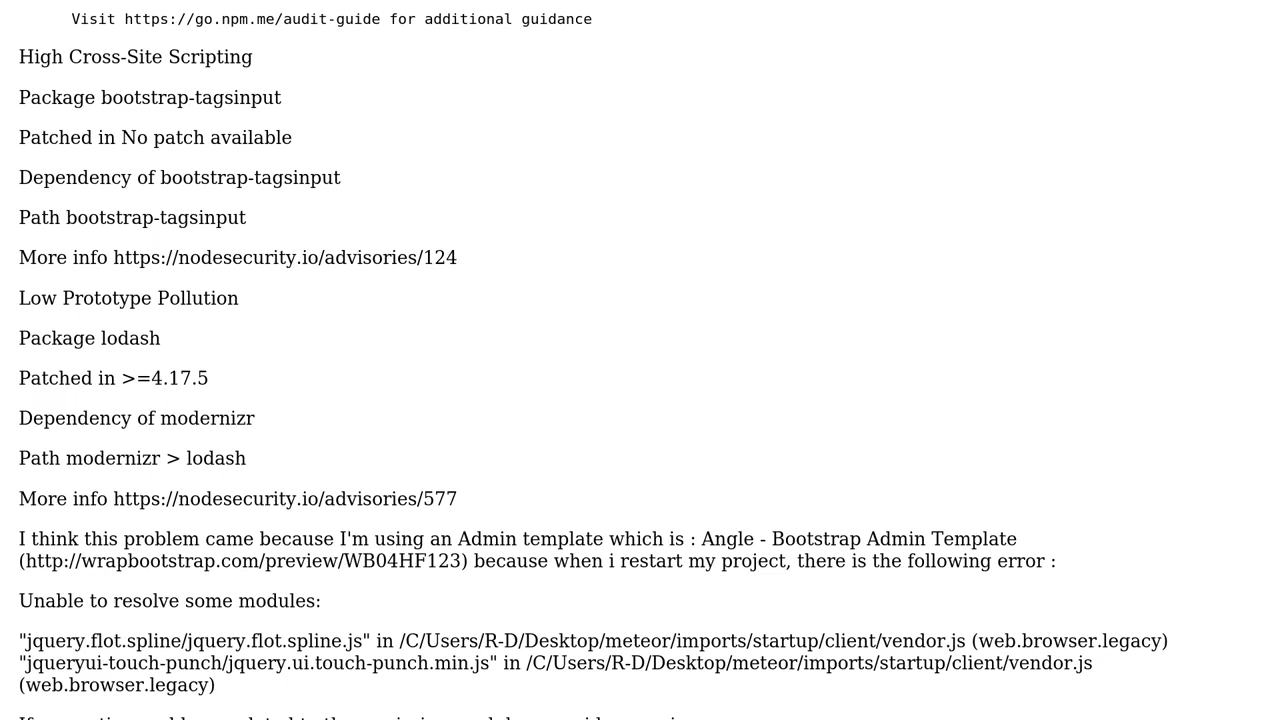 Visit https://go.npm.me/audit-guide for additional guidance
High Cross-Site Scripting
Package bootstrap-tagsinput
Patched in No patch available
Dependency of bootstrap-tagsinput
Path bootstrap-tagsinput
More info https://nodesecurity.io/advisories/124
Low Prototype Pollution
Package lodash
Patched in >=4.17.5
Dependency of modernizr
Path modernizr > lodash
More info https://nodesecurity.io/advisories/577
I think this problem came because I'm using an Admin template which is : Angle - Bootstrap Admin Template
(http://wrapbootstrap.com/preview/WB04HF123) because when i restart my project, there is the following error :
Unable to resolve some modules:
"jquery.flot.spline/jquery.flot.spline.js" in /C/Users/R-D/Desktop/meteor/imports/startup/client/vendor.js (web.browser.legacy)
"jqueryui-touch-punch/jquery.ui.touch-punch.min.js" in /C/Users/R-D/Desktop/meteor/imports/startup/client/vendor.js
(web.browser.legacy)